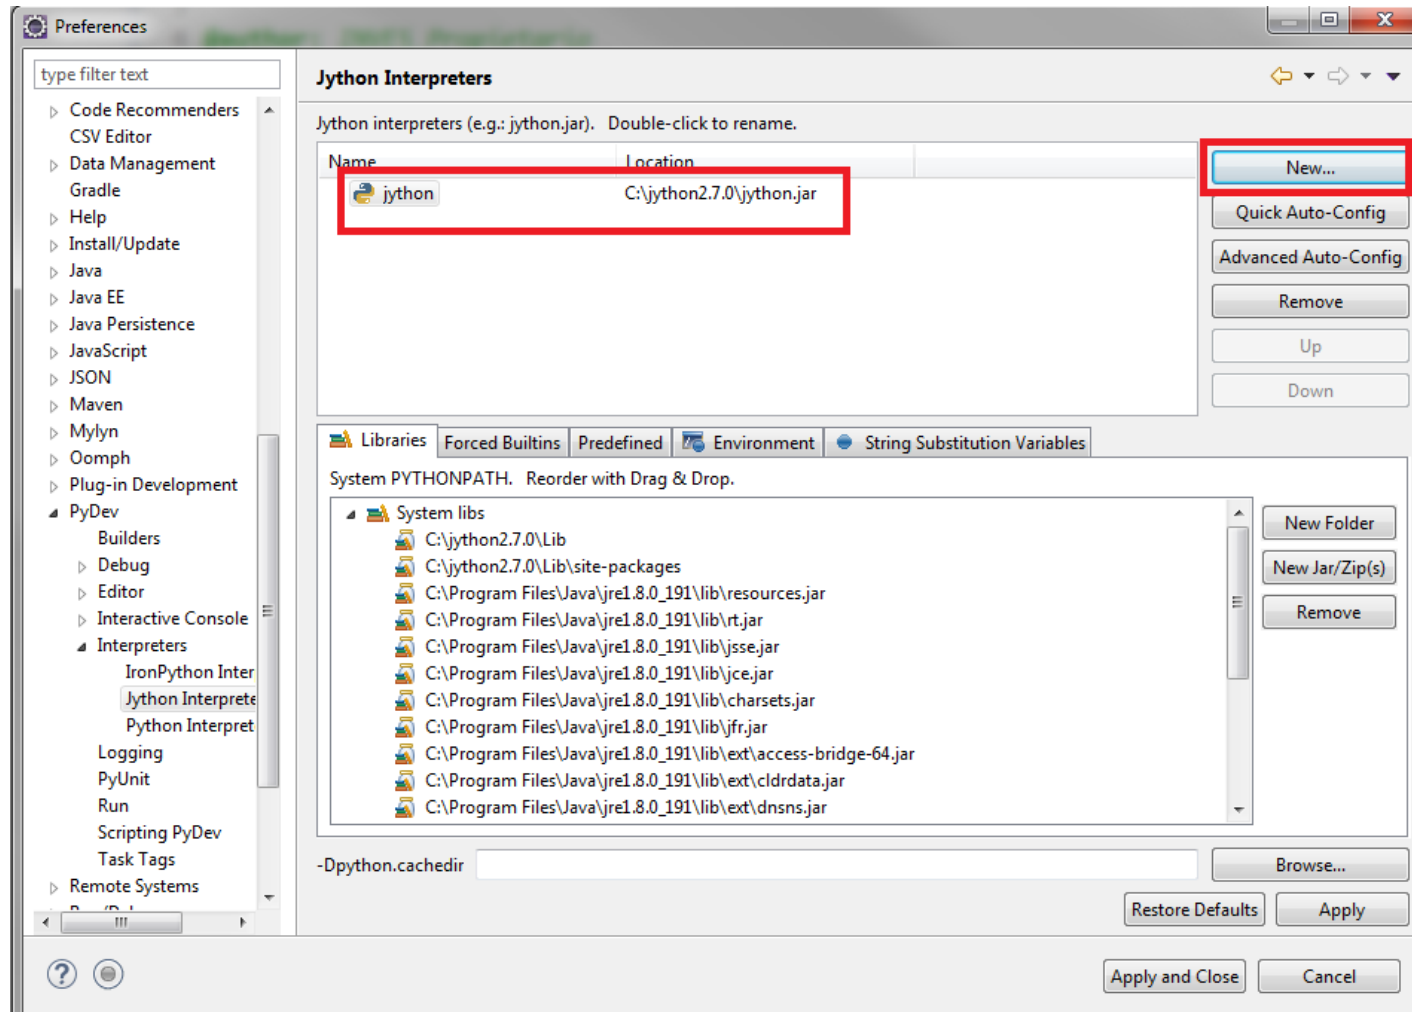 Preferences
type filter text
Code Recommenders
CSV Editor
Data Management
Gradle
Help
Install/Update
Java
Java EE
Java Persistence
JavaScript
JSON
Maven
Mylyn
Oomph
Plug-in Development
PyDev
Builders
Debug
Editor
Interactive Console
Interpreters
IronPython Inter
Jython Interprete
Python Interpret
Logging
PyUnit
Run
Scripting PyDev
Task Tags
Remote Systems
Jython Interpreters
Jython interpreters (e.g.: jython.jar). Double-click to rename.
Name Location
jython C:\jython2.7.0\jython.jar
New...
Quick Auto-Config
Advanced Auto-Config
Remove
Up
Down
Libraries Forced Builtins Predefined Environment String Substitution Variables
System PYTHONPATH. Reorder with Drag & Drop.
System libs
C:\jython2.7.0\Lib
C:\jython2.7.0\Lib\site-packages
C:\Program Files\Java\jre1.8.0_191\lib\resources.jar
C:\Program Files\Java\jre1.8.0_191\lib\rt.jar
C:\Program Files\Java\jre1.8.0_191\lib\jsse.jar
C:\Program Files\Java\jre1.8.0_191\lib\jce.jar
C:\Program Files\Java\jre1.8.0_191\lib\charsets.jar
C:\Program Files\Java\jre1.8.0_191\lib\jfr.jar
C:\Program Files\Java\jre1.8.0_191\lib\ext\access-bridge-64.jar
C:\Program Files\Java\jre1.8.0_191\lib\ext\cldrdata.jar
C:\Program Files\Java\jre1.8.0_191\lib\ext\dnsns.jar
New Folder
New Jar/Zip(s)
Remove
-Dpython.cachedir
Browse...
Restore Defaults
Apply
Apply and Close
Cancel